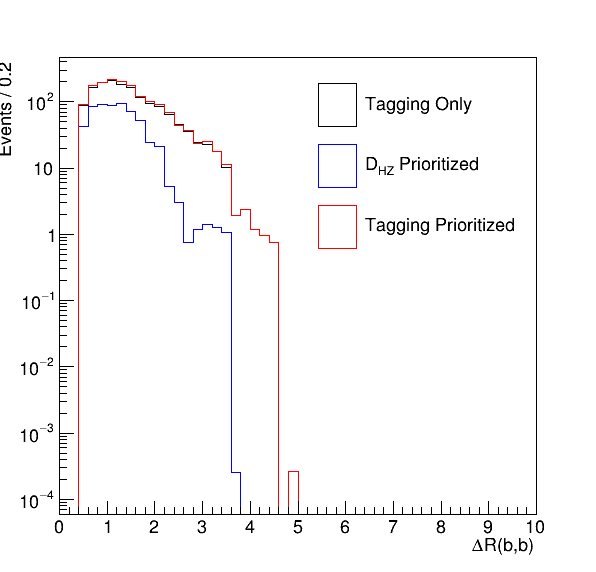 Events / 0.2
Tagging Only
D_HZ Prioritized
Tagging Prioritized
10²
10
1
10⁻¹
10⁻²
10⁻³
10⁻⁴
0 1 2 3 4 5 6 7 8 9 10
ΔR(b,b)